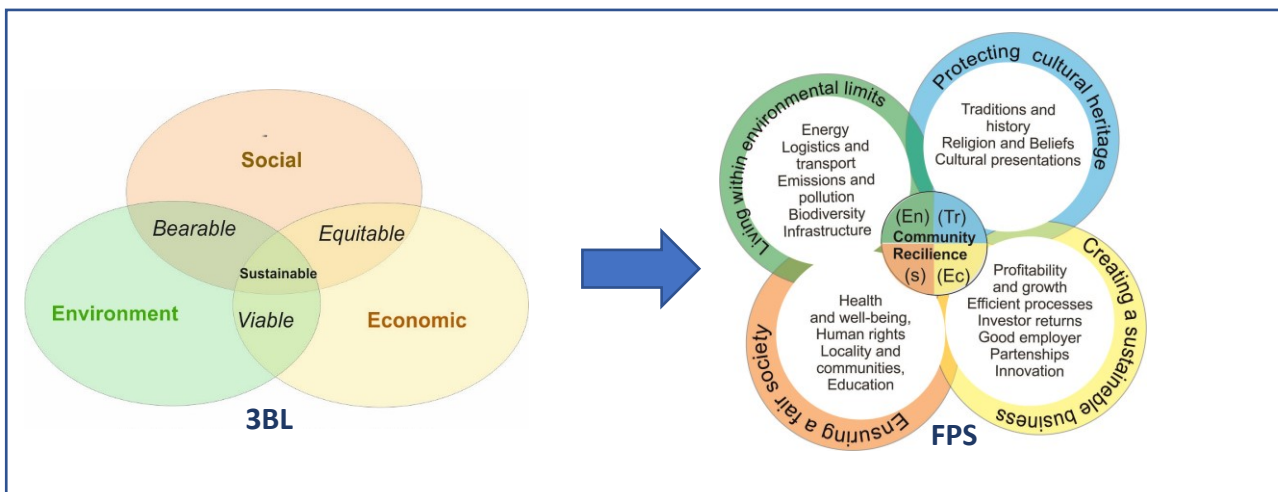 Social
Bearable
Equitable
Sustainable
Environment
Viable
Economic
3BL
Living within environmental limits
Energy
Logistics and
transport
Emissions and
pollution
Biodiversity
Infrastructure
Protecting cultural heritage
Traditions and
history
Religion and Beliefs
Cultural presentations
(En) (Tr)
Community
Recilience
(s) (Ec)
Ensuring a fair society
Health
and well-being,
Human rights
Locality and
communities,
Education
Creating a sustaineble business
Profitability
and growth
Efficient processes
Investor returns
Good employer
Partenships
Innovation
FPS